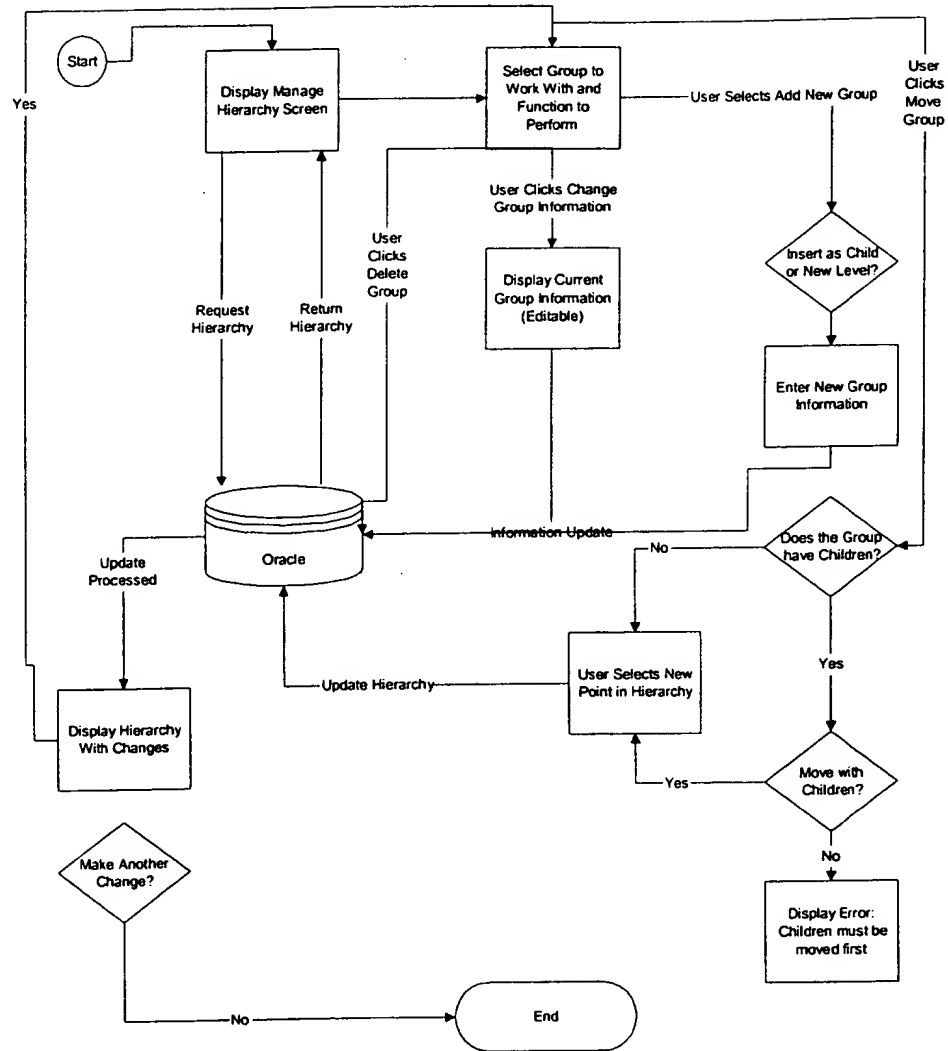 Start
Yes
Display Manage
Hierarchy Screen
Select Group to
Work With and
Function to
Perform
User Selects Add New Group
User
Clicks
Move
Group
User Clicks Change
Group Information
User
Clicks
Delete
Group
Insert as Child
or New Level?
Display Current
Group Information
(Editable)
Request
Hierarchy
Return
Hierarchy
Enter New Group
Information
Oracle
Information Update
Does the Group
have Children?
No
Update
Processed
Yes
User Selects New
Point in Hierarchy
Update Hierarchy
Display Hierarchy
With Changes
Move with
Children?
Yes
No
Make Another
Change?
Display Error:
Children must be
moved first
No
End